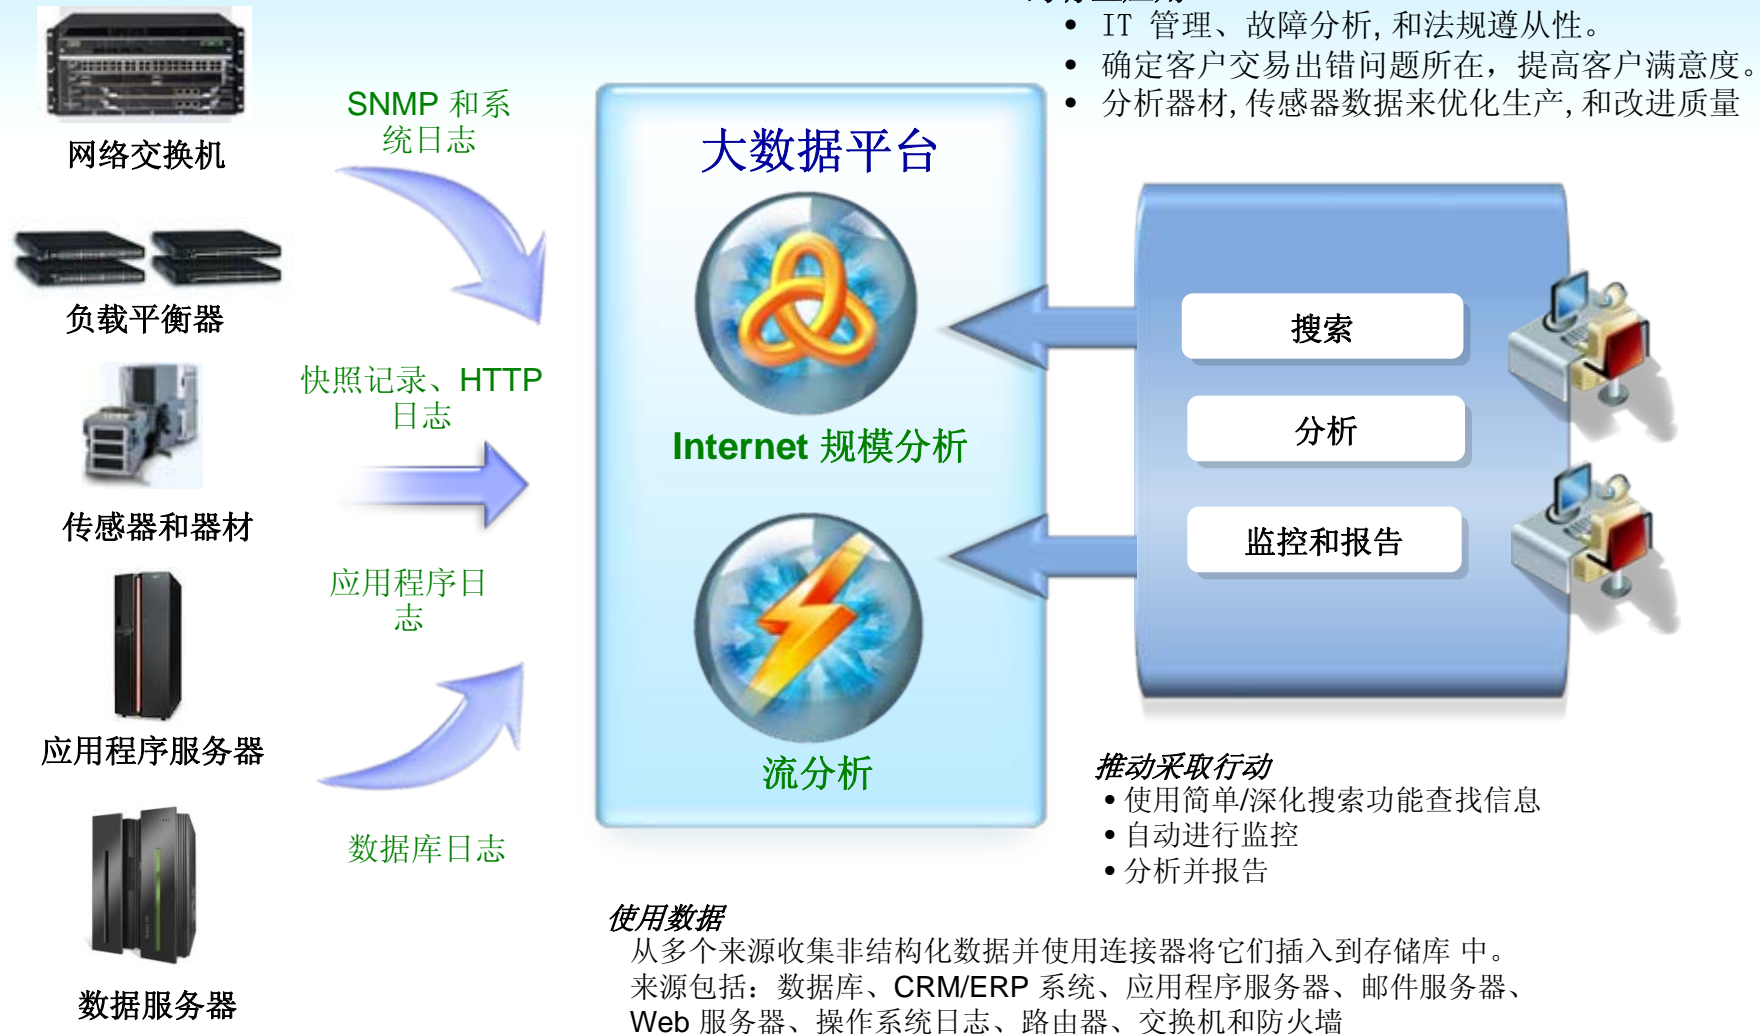 • IT 管理、故障分析, 和法规遵从性。
• 确定客户交易出错问题所在，提高客户满意度。
• 分析器材, 传感器数据来优化生产, 和改进质量
网络交换机
负载平衡器
传感器和器材
应用程序服务器
数据服务器
SNMP 和系
统日志
快照记录、HTTP
日志
应用程序日
志
数据库日志
大数据平台
Internet 规模分析
流分析
搜索
分析
监控和报告
推动采取行动
• 使用简单/深化搜索功能查找信息
• 自动进行监控
• 分析并报告
使用数据
从多个来源收集非结构化数据并使用连接器将它们插入到存储库 中。
来源包括：数据库、CRM/ERP 系统、应用程序服务器、邮件服务器、
Web 服务器、操作系统日志、路由器、交换机和防火墙